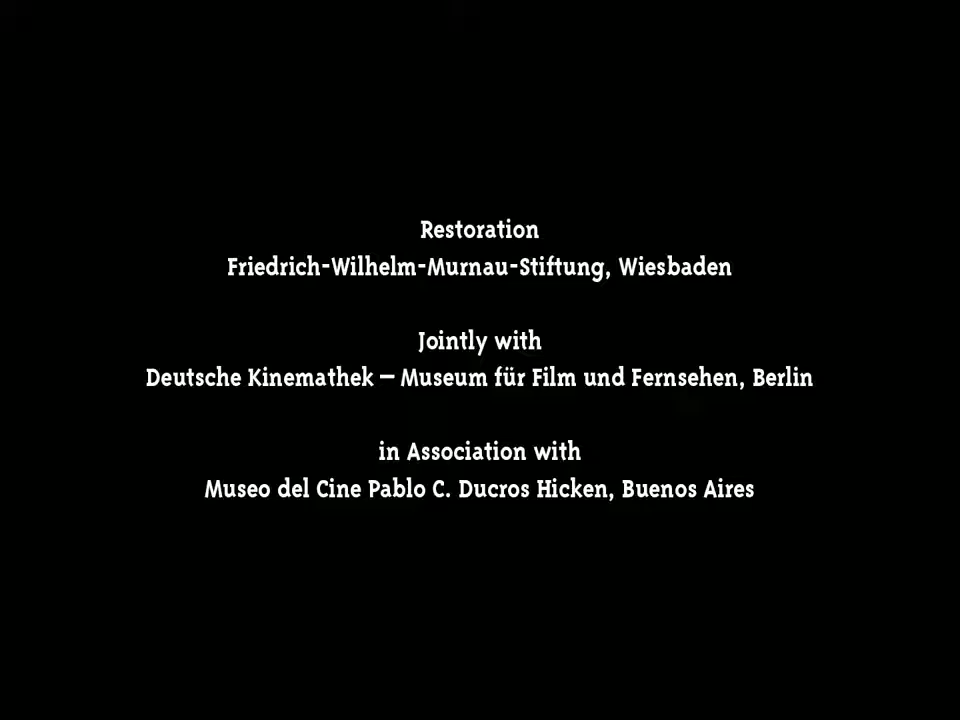 Restoration
Friedrich-Wilhelm-Murnau-Stiftung, Wiesbaden
Jointly with
Deutsche Kinemathek – Museum für Film und Fernsehen, Berlin
in Association with
Museo del Cine Pablo C. Ducros Hicken, Buenos Aires